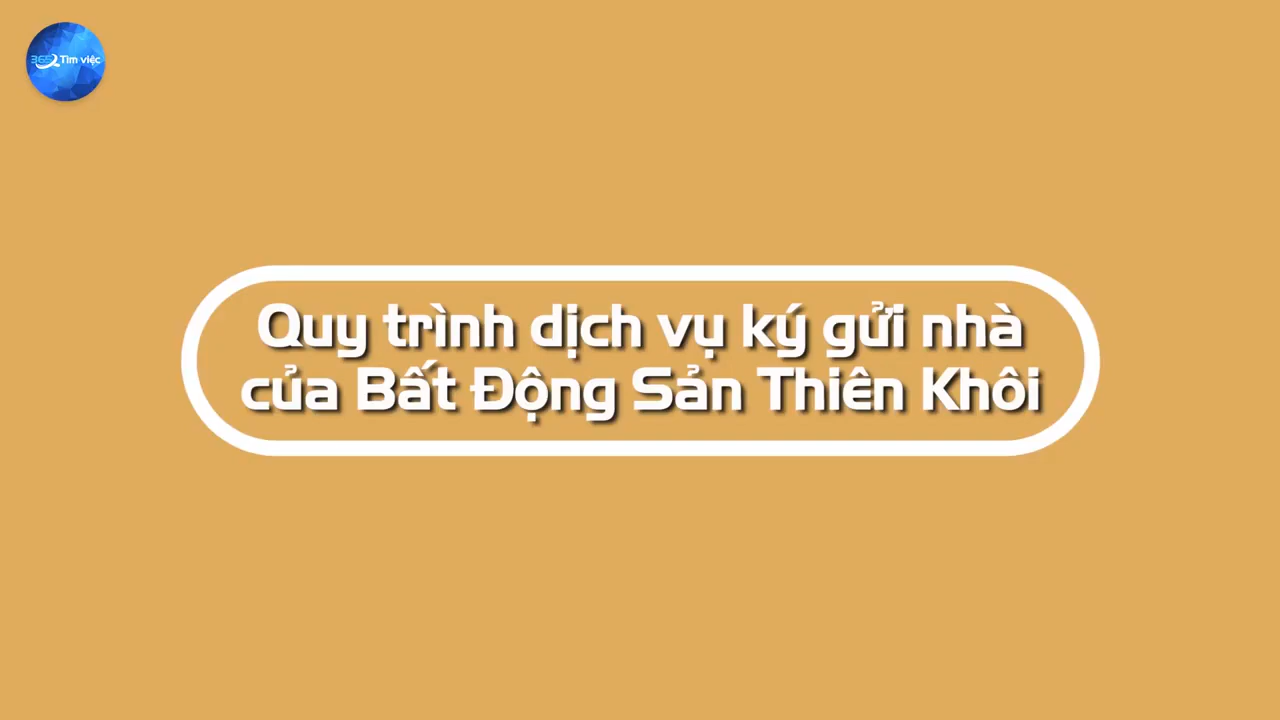 365 Tìm việc
Quy trình dịch vụ ký gửi nhà
của Bất Động Sản Thiên Khôi